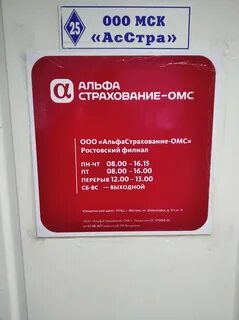 25
ООО МСК
«АсСтра»
α АЛЬФА
СТРАХОВАНИЕ-ОМС
ООО «АльфаСтрахование-ОМС»
Ростовский филиал
ПН-ЧТ 08.00 –16.15
ПТ 08.00 –16.00
ПЕРЕРЫВ 12.00 –13.00
СБ-ВС — ВЫХОДНОЙ